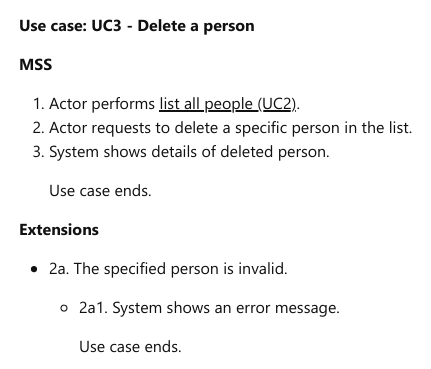 Use case: UC3 - Delete a person
MSS
1. Actor performs list all people (UC2).
2. Actor requests to delete a specific person in the list.
3. System shows details of deleted person.
Use case ends.
Extensions
• 2a. The specified person is invalid.
○ 2a1. System shows an error message.
Use case ends.